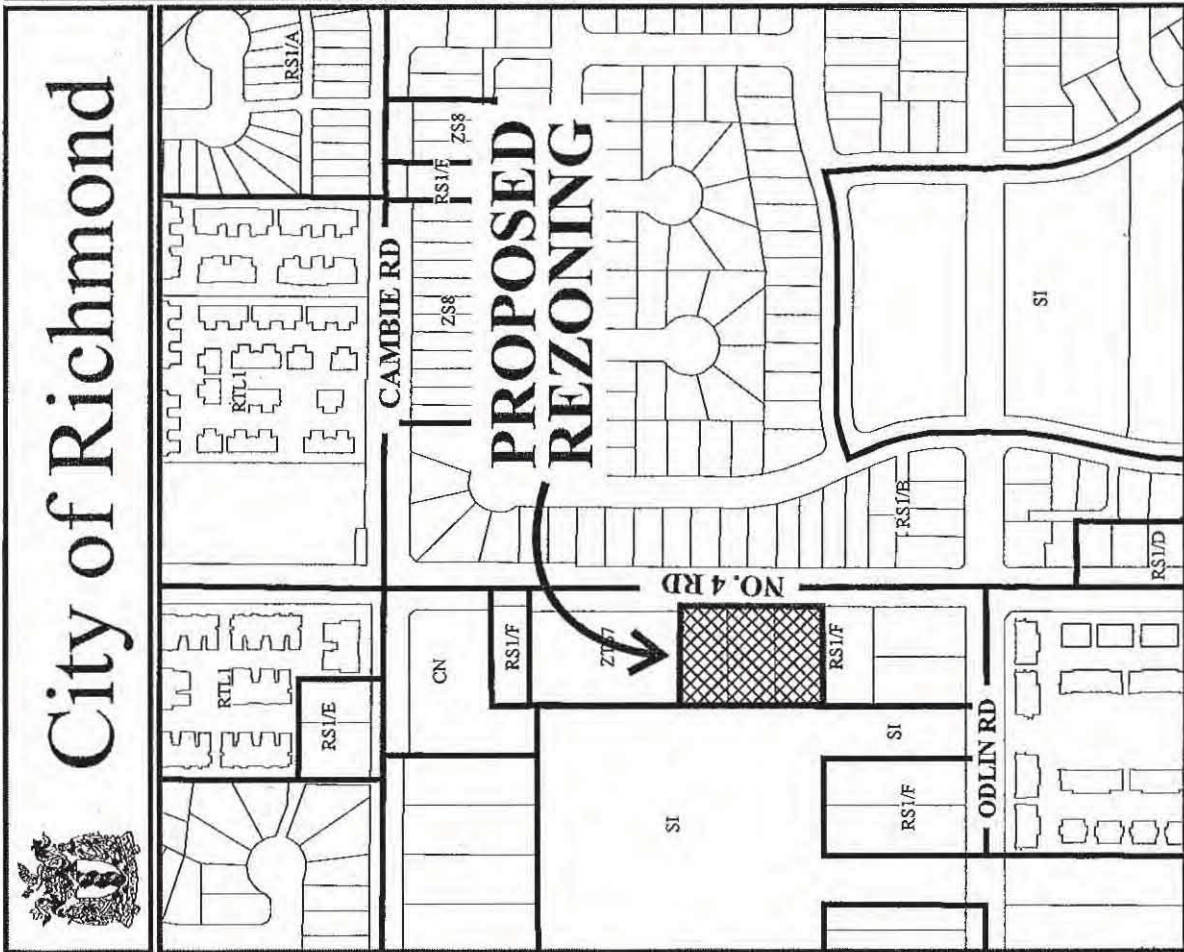 City of Richmond
RS1/A
RTL1
RTL1
RS1/E
CAMBIE RD
CN
RS1/F
ZS8
RS1/E
ZS8
PROPOSED
REZONING
NO. 4 RD
SI
RS1/F
SI
RS1/F
RS1/B
SI
ODLIN RD
RS1/D